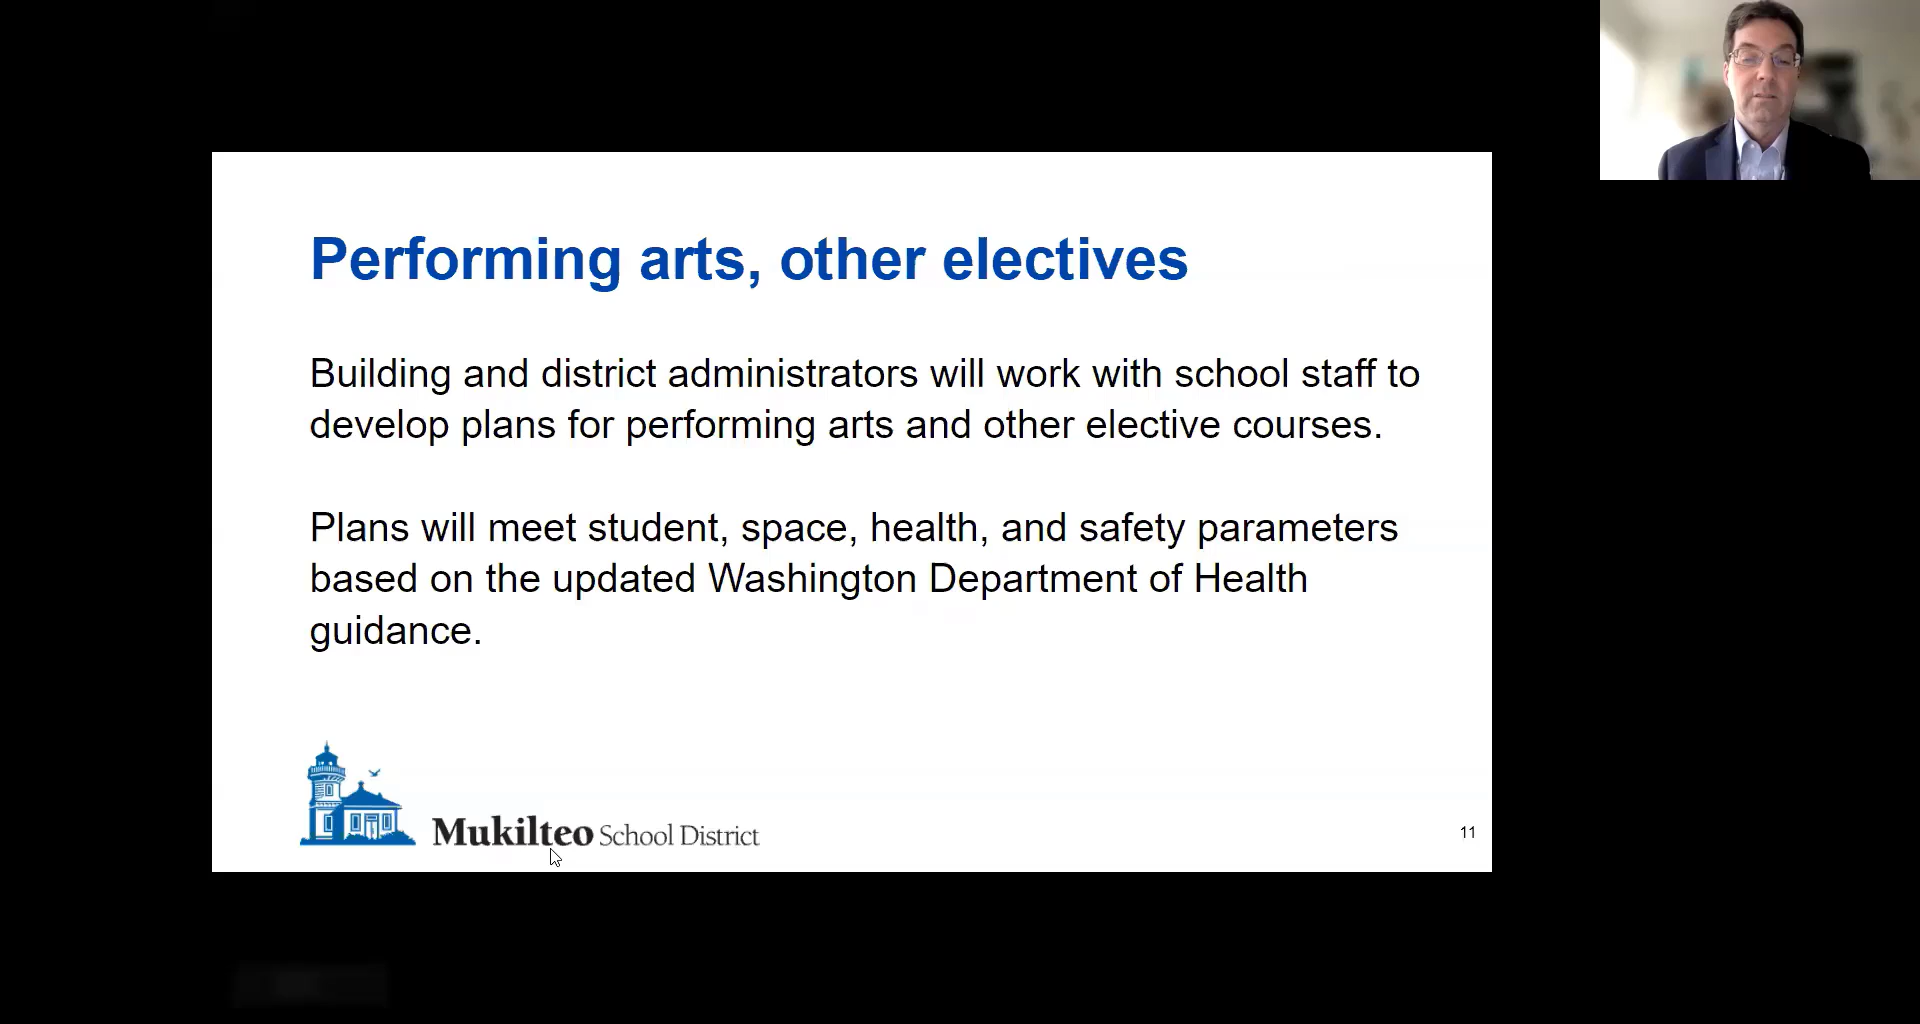 Performing arts, other electives
Building and district administrators will work with school staff to
develop plans for performing arts and other elective courses.
Plans will meet student, space, health, and safety parameters
based on the updated Washington Department of Health
guidance.
Mukilteo School District
11